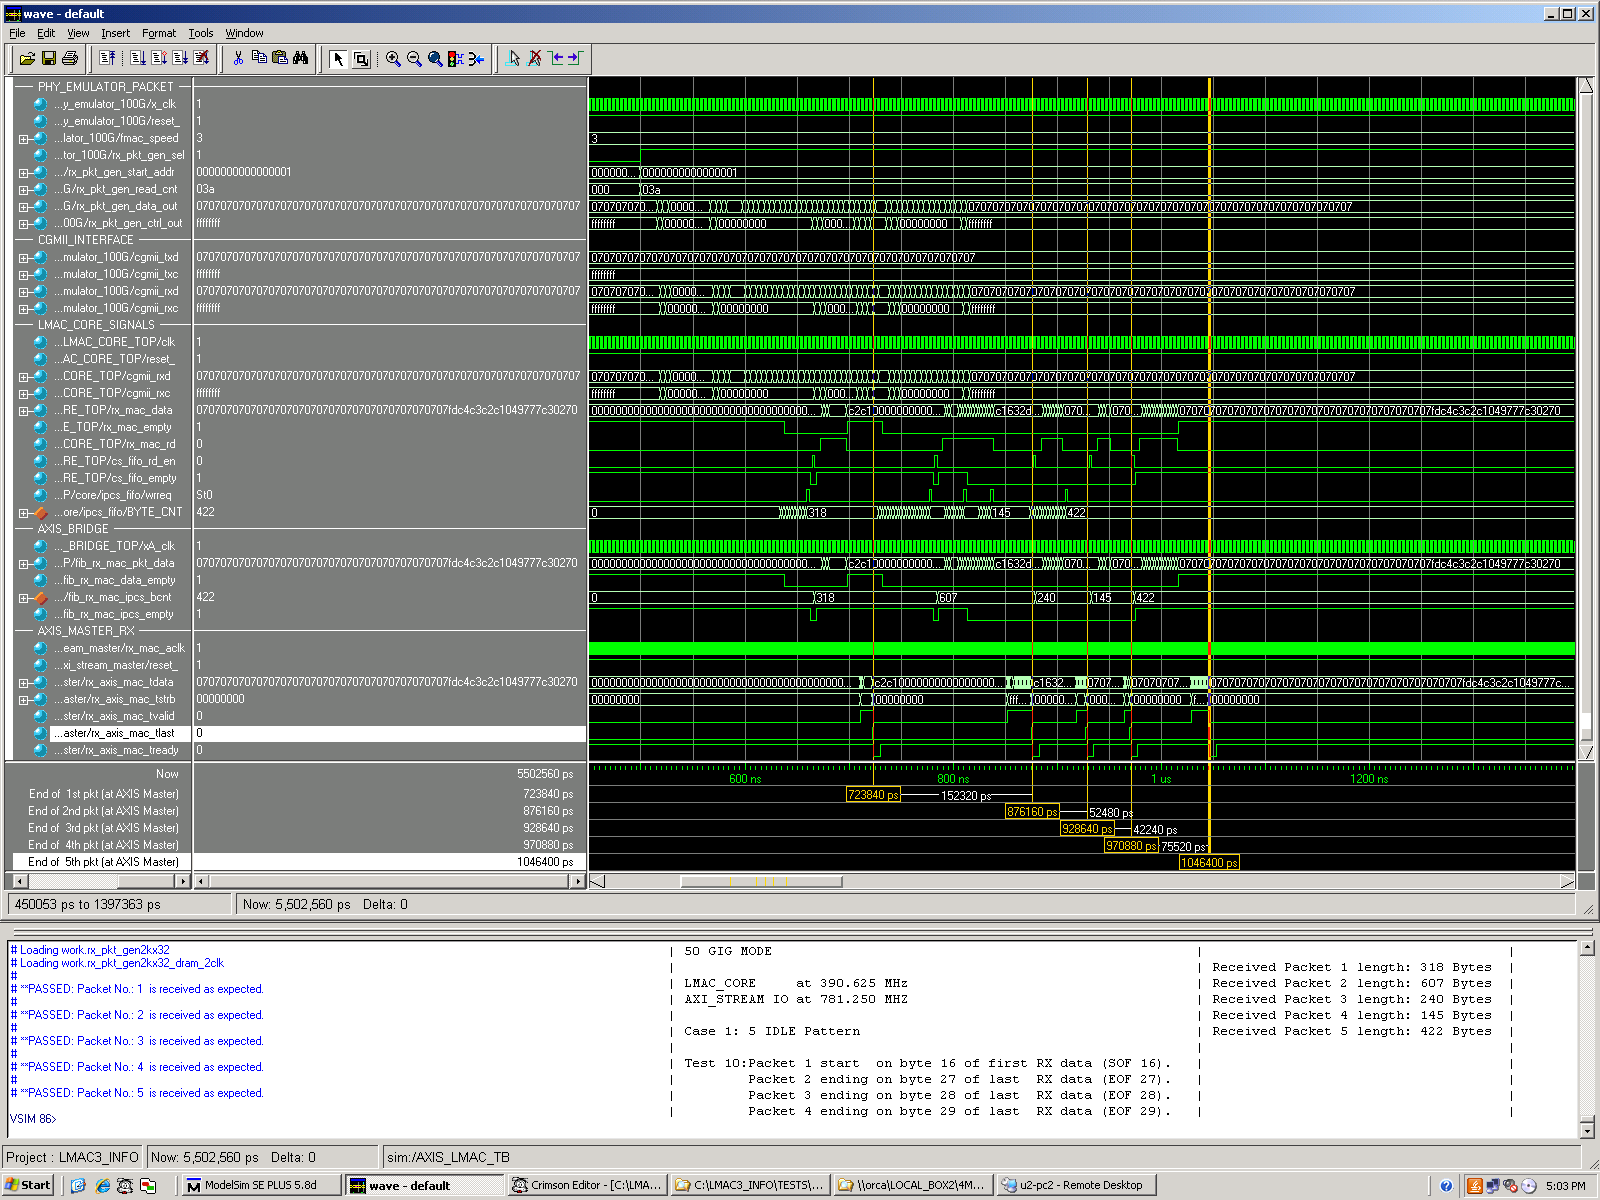 wave - default
File Edit View Insert Format Tools Window
PHY_EMULATOR_PACKET
...y_emulator_100G/x_clk 1
...y_emulator_100G/reset_ 1
...lator_100G/fmac_speed 3 3
...tor_100G/rx_pkt_gen_sel 1
.../rx_pkt_gen_start_addr 0000000000000001 000000... 0000000000000001
...G/rx_pkt_gen_read_cnt 03a 000 03a
...G/rx_pkt_gen_data_out 0707070707070707070707070707070707070707070707070707070707070707 070707070... 0000...
...00G/rx_pkt_gen_ctrl_out ffffffff ffffffff 00000... 00000000 000... 00000000 ffffffff
CGMII_INTERFACE
...mulator_100G/cgmii_txd 0707070707070707070707070707070707070707070707070707070707070707 0707070707070707070707070707070707070707070707070707070707070707
...mulator_100G/cgmii_txc ffffffff ffffffff
...mulator_100G/cgmii_rxd 0707070707070707070707070707070707070707070707070707070707070707 070707070... 0000...
...mulator_100G/cgmii_rxc ffffffff ffffffff 00000... 00000000 000... 00000000 ffffffff
LMAC_CORE_SIGNALS
...LMAC_CORE_TOP/clk 1
...AC_CORE_TOP/reset_ 1
...CORE_TOP/cgmii_rxd 0707070707070707070707070707070707070707070707070707070707070707 070707070... 0000...
...CORE_TOP/cgmii_rxc ffffffff ffffffff 00000... 00000000 000... 00000000 ffffffff
...RE_TOP/rx_mac_data 070707070707070707070707070707070707070707fdc4c3c2c1049777c30270 c2c1 000000000... c1632d... 070... 070...
...E_TOP/rx_mac_empty 1
...CORE_TOP/rx_mac_rd 0
...RE_TOP/cs_fifo_rd_en 0
...RE_TOP/cs_fifo_empty 1
...P/core/ipcs_fifo/wrreq St0
...ore/ipcs_fifo/BYTE_CNT 422 0 318 145 422
AXIS_BRIDGE
..._BRIDGE_TOP/xA_clk 1
...P/fib_rx_mac_pkt_data 070707070707070707070707070707070707070707fdc4c3c2c1049777c30270 c2c1 000000000... c1632d... 070... 070...
...fib_rx_mac_data_empty 1
.../fib_rx_mac_ipcs_bcnt 422 0 318 607 240 145 422
...fib_rx_mac_ipcs_empty 1
AXIS_MASTER_RX
...eam_master/rx_mac_aclk 1
...xi_stream_master/reset_ 1
...ster/rx_axis_mac_tdata 070707070707070707070707070707070707070707fdc4c3c2c1049777c30270 c1632... 0707... 07070707...
...aster/rx_axis_mac_tstrb 00000000 00000000 00000000 fff... 00000... 000... 00000000 f... 00000000
...ster/rx_axis_mac_tvalid 0
...aster/rx_axis_mac_tlast 0
...ster/rx_axis_mac_tready 0
Now 5502560 ps 600 ns 800 ns 1 us 1200 ns
End of 1st pkt (at AXIS Master) 723840 ps 723840 ps 152320 ps
End of 2nd pkt (at AXIS Master) 876160 ps 876160 ps 52480 ps
End of 3rd pkt (at AXIS Master) 928640 ps 928640 ps 42240 ps
End of 4th pkt (at AXIS Master) 970880 ps 970880 ps 75520 ps
End of 5th pkt (at AXIS Master) 1046400 ps 1046400 ps
450053 ps to 1397363 ps Now: 5,502,560 ps Delta: 0
# Loading work.rx_pkt_gen2kx32
# Loading work.rx_pkt_gen2kx32_dram_2clk
#
# **PASSED: Packet No.: 1 is received as expected.
#
# **PASSED: Packet No.: 2 is received as expected.
#
# **PASSED: Packet No.: 3 is received as expected.
#
# **PASSED: Packet No.: 4 is received as expected.
#
# **PASSED: Packet No.: 5 is received as expected.
VSIM 86>
50 GIG MODE
LMAC_CORE at 390.625 MHz
AXI_STREAM IO at 781.250 MHZ
Case 1: 5 IDLE Pattern
Test 10:Packet 1 start on byte 16 of first RX data (SOF 16).
Packet 2 ending on byte 27 of last RX data (EOF 27).
Packet 3 ending on byte 28 of last RX data (EOF 28).
Packet 4 ending on byte 29 of last RX data (EOF 29).
Received Packet 1 length: 318 Bytes
Received Packet 2 length: 607 Bytes
Received Packet 3 length: 240 Bytes
Received Packet 4 length: 145 Bytes
Received Packet 5 length: 422 Bytes
Project : LMAC3_INFO Now: 5,502,560 ps Delta: 0 sim:/AXIS_LMAC_TB
Start ModelSim SE PLUS 5.8d wave - default Crimson Editor - [C:\LMA... C:\LMAC3_INFO\TESTS\... \\orca\LOCAL_BOX2\4M... u2-pc2 - Remote Desktop 5:03 PM